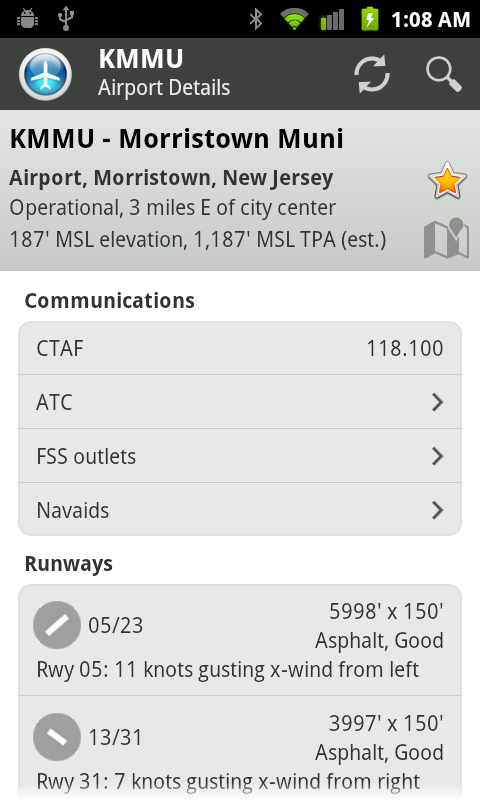 1:08 AM
KMMU
Airport Details
KMMU - Morristown Muni
Airport, Morristown, New Jersey
Operational, 3 miles E of city center
187' MSL elevation, 1,187' MSL TPA (est.)
Communications
CTAF 118.100
ATC
FSS outlets
Navaids
Runways
05/23 5998' x 150'
Asphalt, Good
Rwy 05: 11 knots gusting x-wind from left
13/31 3997' x 150'
Asphalt, Good
Rwy 31: 7 knots gusting x-wind from right